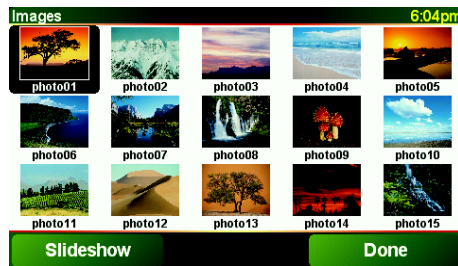 Images 6:04pm
photo01 photo02 photo03 photo04 photo05
photo06 photo07 photo08 photo09 photo10
photo11 photo12 photo13 photo14 photo15
Slideshow Done